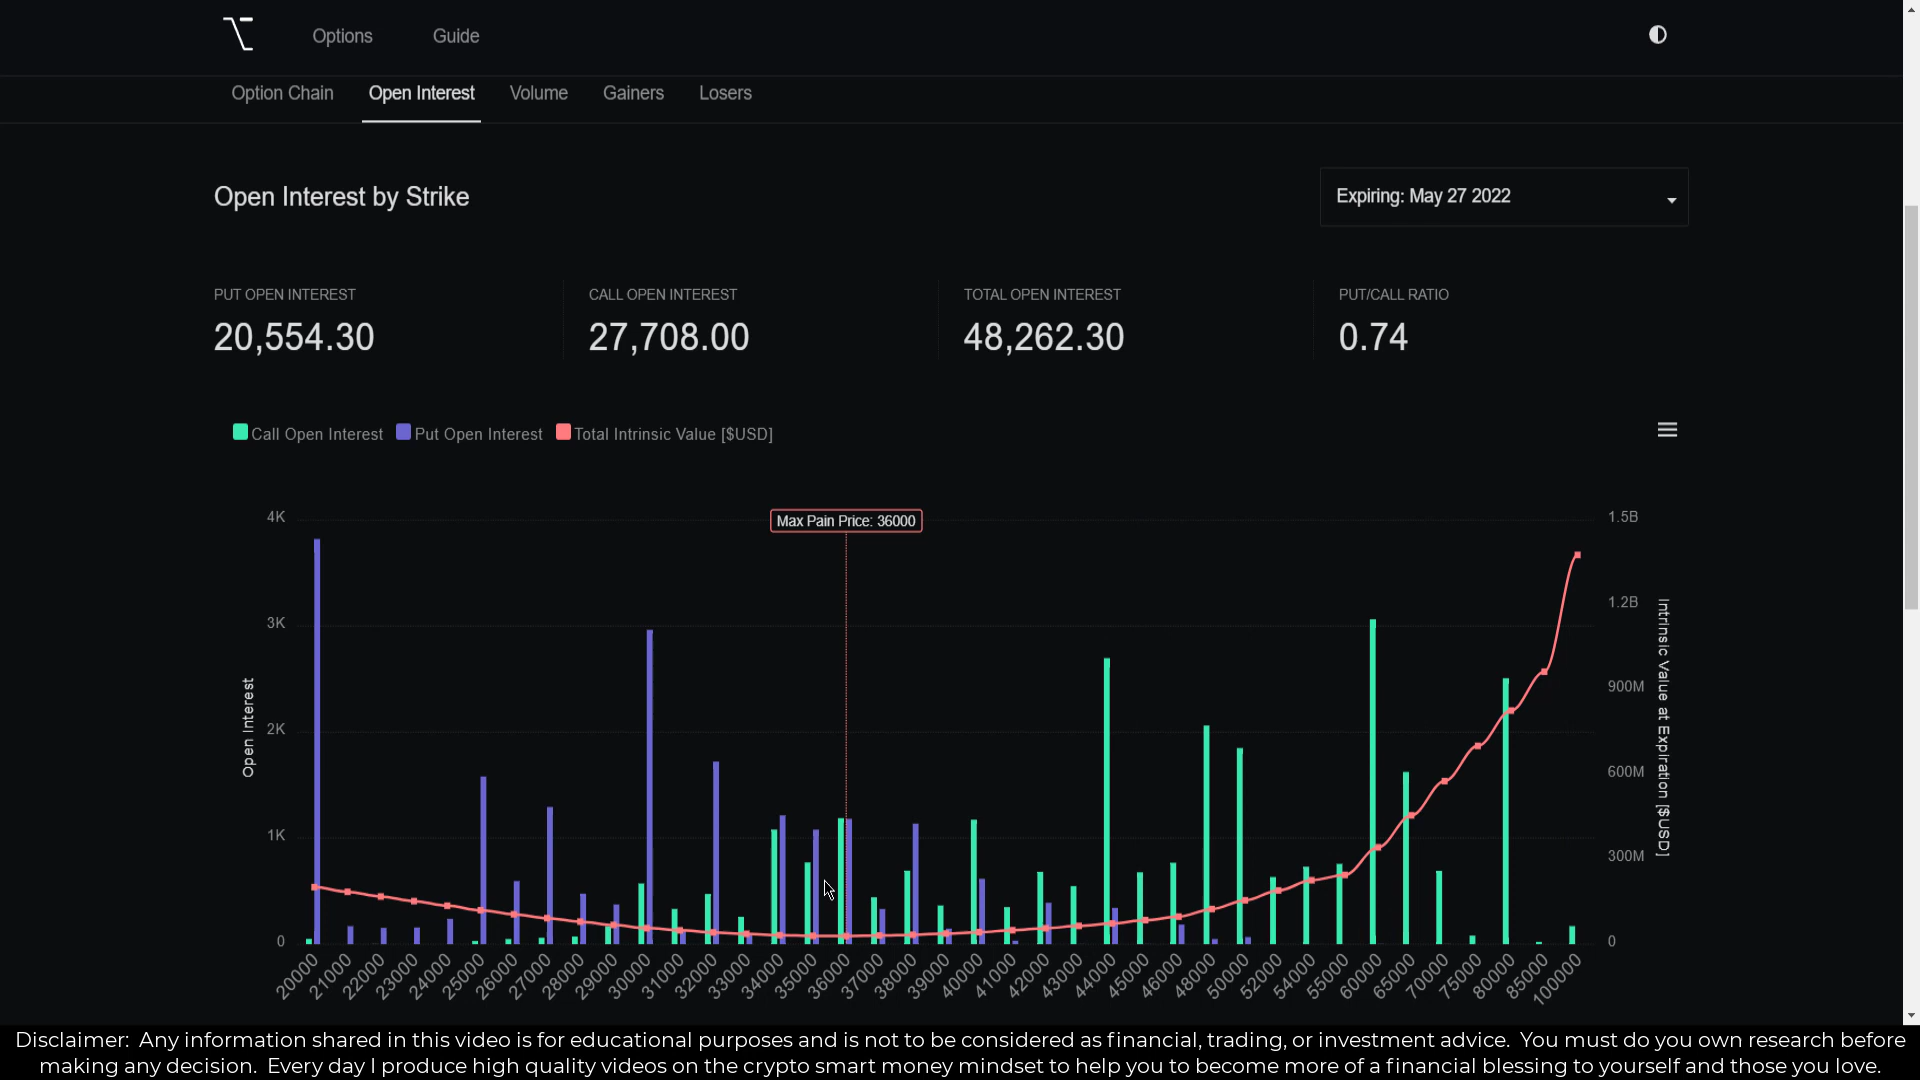 Options Guide
Option Chain Open Interest Volume Gainers Losers
Open Interest by Strike
Expiring: May 27 2022
PUT OPEN INTEREST CALL OPEN INTEREST TOTAL OPEN INTEREST PUT/CALL RATIO
20,554.30 27,708.00 48,262.30 0.74
Call Open Interest Put Open Interest Total Intrinsic Value [$USD]
Max Pain Price: 36000
4K
3K
2K
1K
0
Open Interest
1.5B
1.2B
900M
600M
300M
0
Intrinsic Value at Expiration [$USD]
20000 21000 22000 23000 24000 25000 26000 27000 28000 29000 30000 31000 32000 33000 34000 35000 36000 37000 38000 39000 40000 41000 42000 43000 44000 45000 46000 48000 50000 52000 54000 55000 60000 65000 70000 75000 80000 85000 100000
Disclaimer: Any information shared in this video is for educational purposes and is not to be considered as financial, trading, or investment advice. You must do you own research before
making any decision. Every day I produce high quality videos on the crypto smart money mindset to help you to become more of a financial blessing to yourself and those you love.